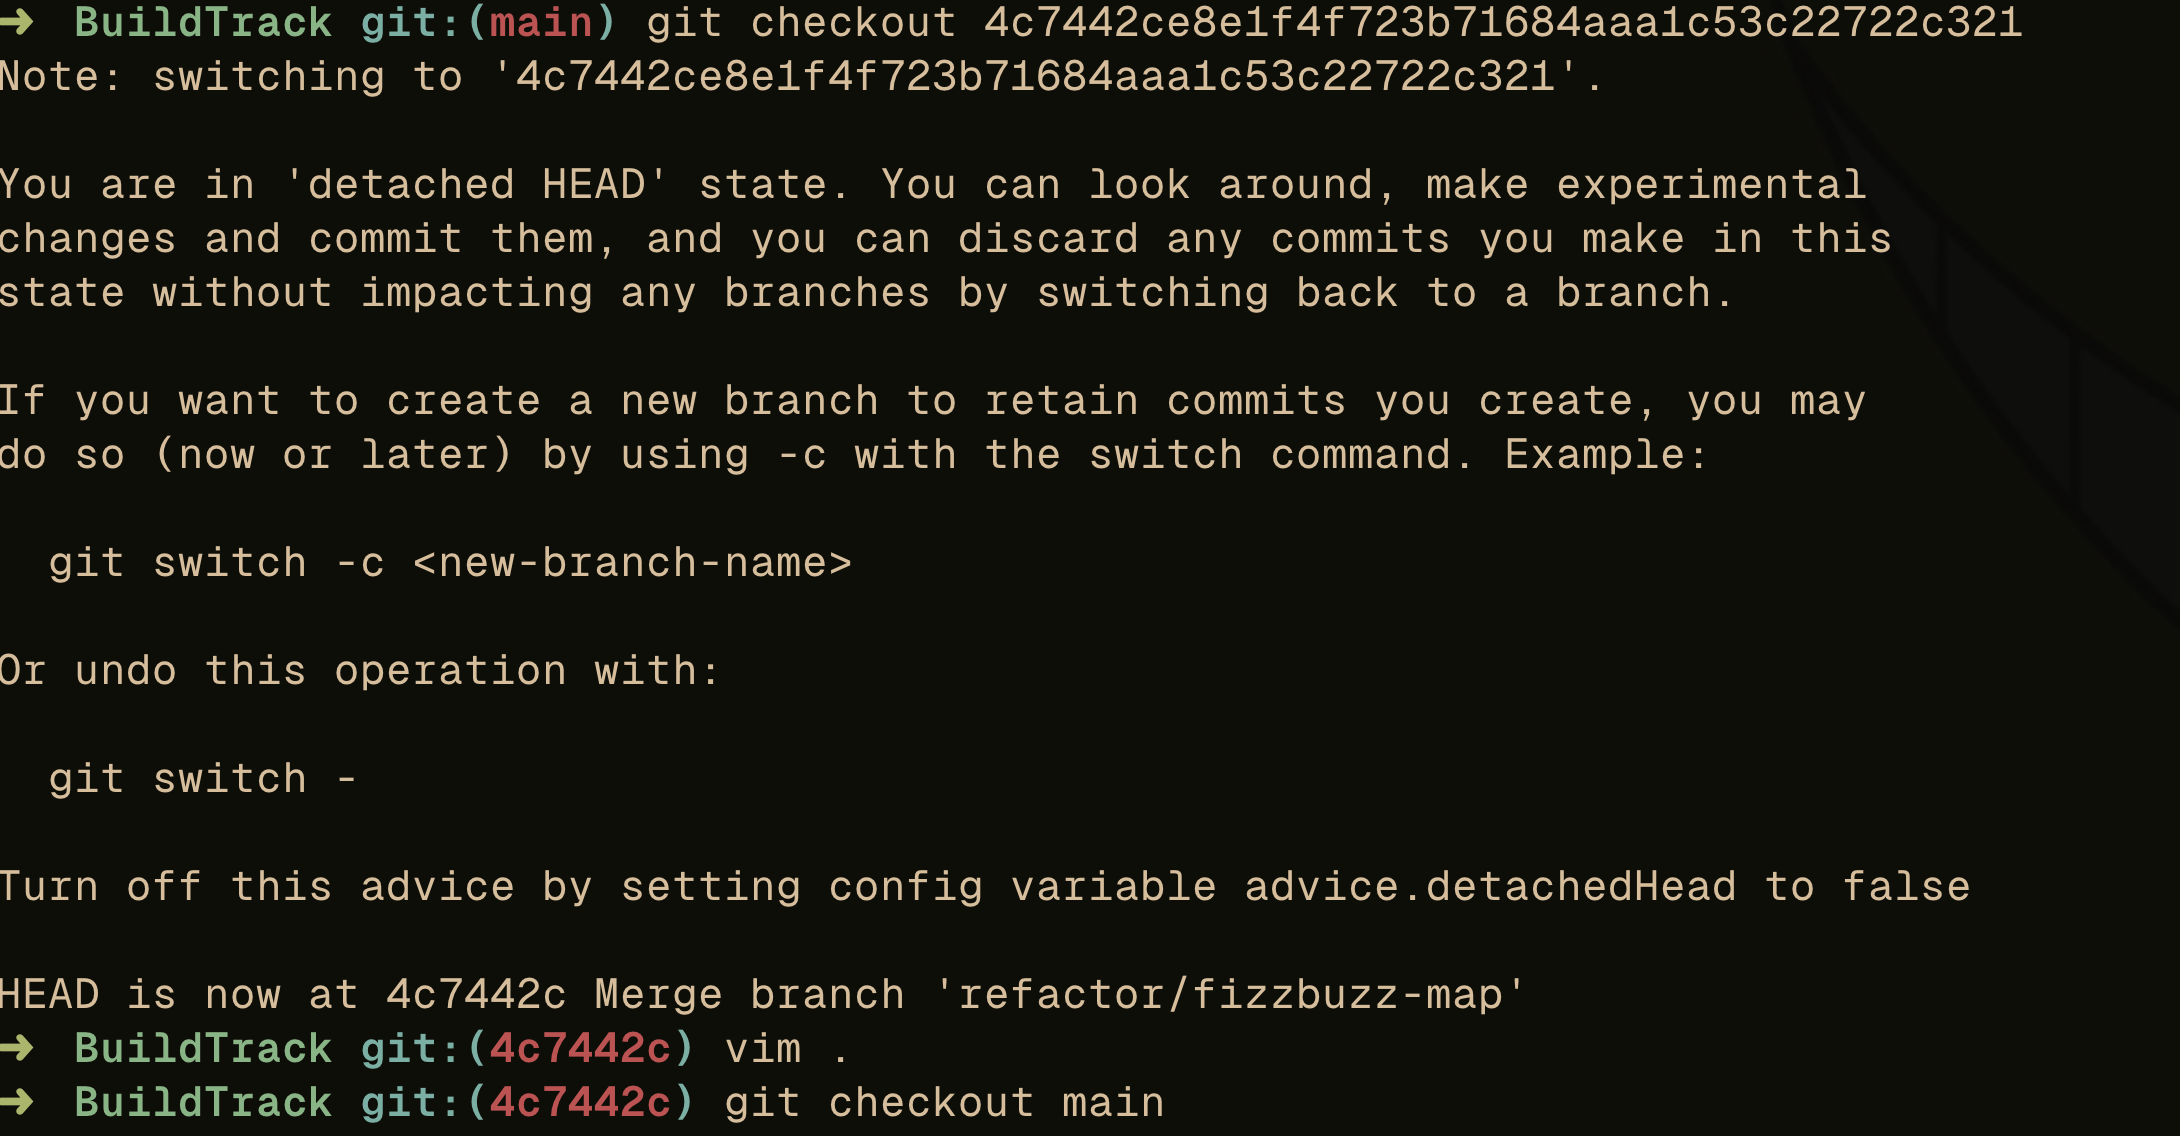 ➜  BuildTrack git:(main) git checkout 4c7442ce8e1f4f723b71684aaa1c53c22722c321
Note: switching to '4c7442ce8e1f4f723b71684aaa1c53c22722c321'.

You are in 'detached HEAD' state. You can look around, make experimental
changes and commit them, and you can discard any commits you make in this
state without impacting any branches by switching back to a branch.

If you want to create a new branch to retain commits you create, you may
do so (now or later) by using -c with the switch command. Example:

  git switch -c <new-branch-name>

Or undo this operation with:

  git switch -

Turn off this advice by setting config variable advice.detachedHead to false

HEAD is now at 4c7442c Merge branch 'refactor/fizzbuzz-map'
➜  BuildTrack git:(4c7442c) vim .
➜  BuildTrack git:(4c7442c) git checkout main